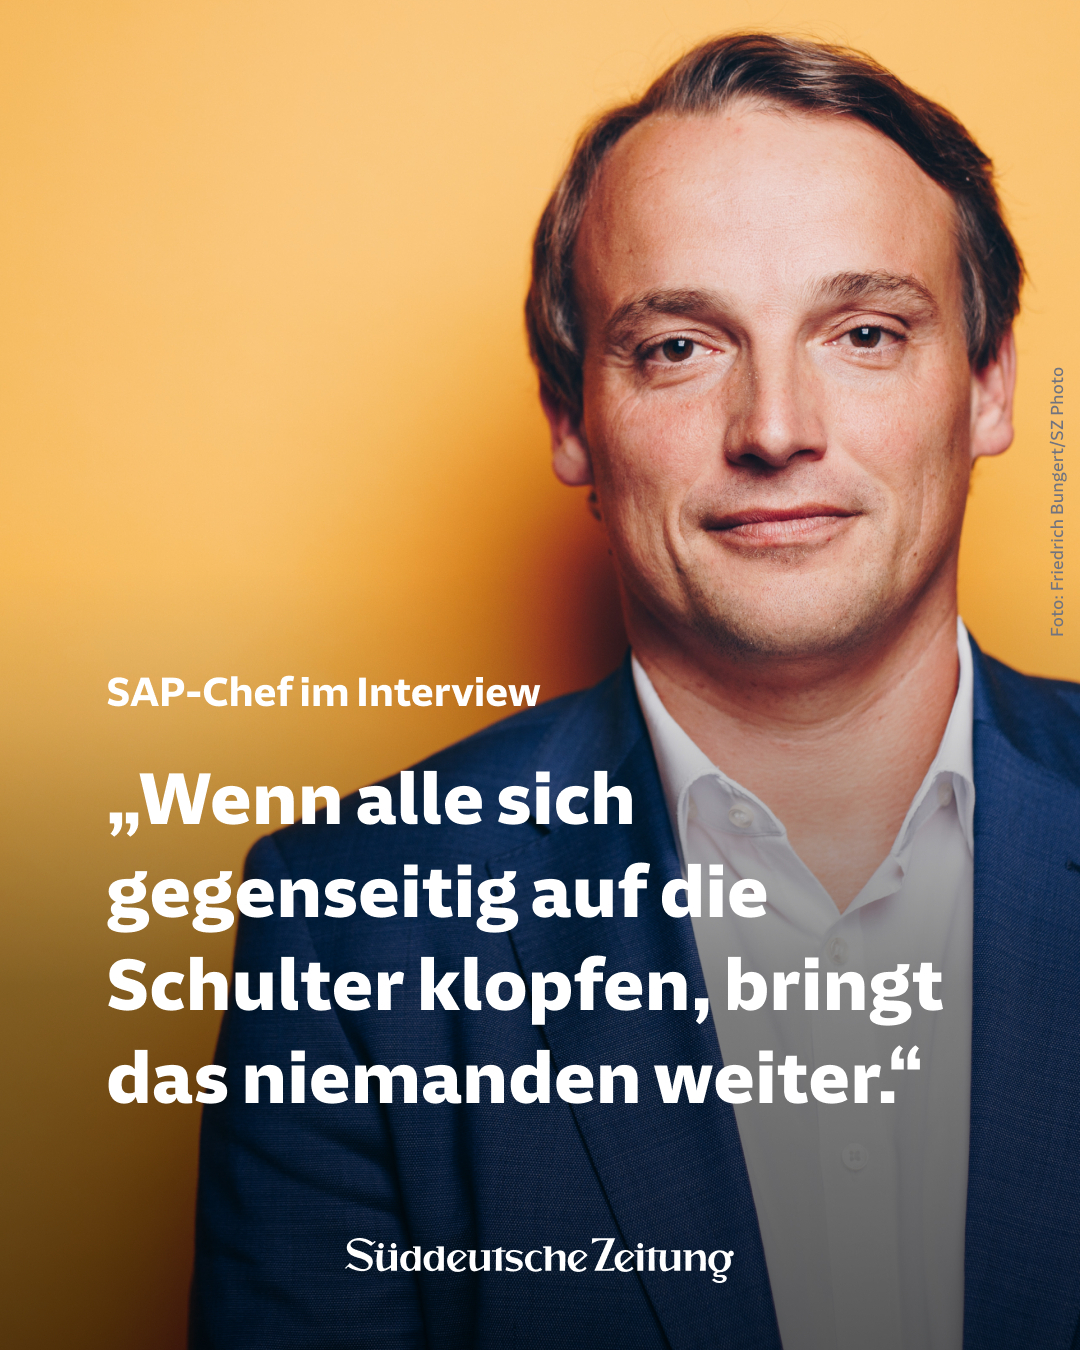 SAP-Chef im Interview
„Wenn alle sich
gegenseitig auf die
Schulter klopfen, bringt
das niemanden weiter.“
Foto: Friedrich Bungert/SZ Photo
Süddeutsche Zeitung